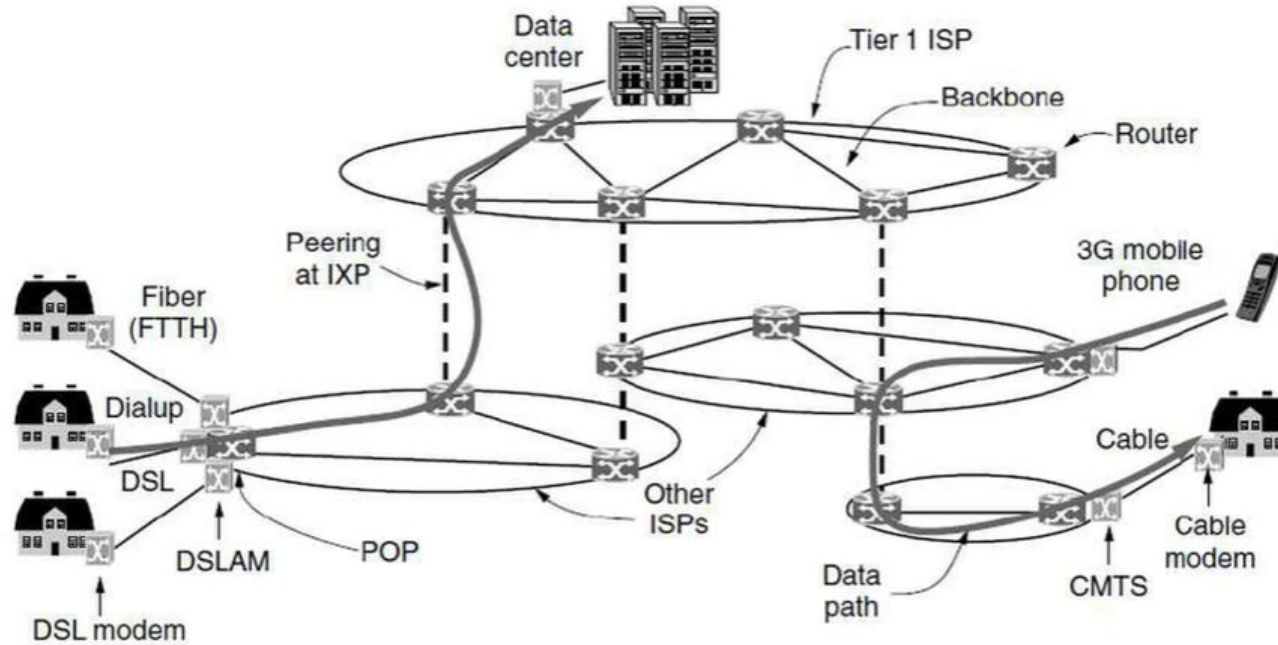 Data
center
Tier 1 ISP
Backbone
Router
Peering
at IXP
3G mobile
phone
Fiber
(FTTH)
Dialup
DSL
Cable
Other
ISPs
POP
DSLAM
DSL modem
Data
path
CMTS
Cable
modem